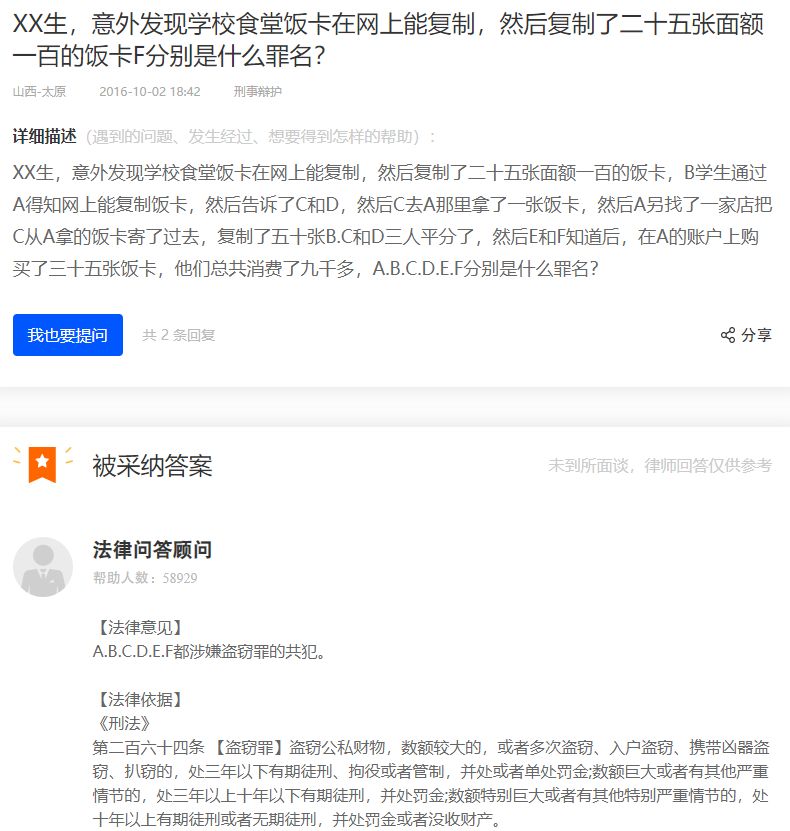 XX生，意外发现学校食堂饭卡在网上能复制，然后复制了二十五张面额
一百的饭卡F分别是什么罪名？
山西-太原 2016-10-02 18:42 刑事辩护
详细描述（遇到的问题、发生经过、想要得到怎样的帮助）：
XX生，意外发现学校食堂饭卡在网上能复制，然后复制了二十五张面额一百的饭卡，B学生通过
A得知网上能复制饭卡，然后告诉了C和D，然后C去A那里拿了一张饭卡，然后A另找了一家店把
C从A拿的饭卡寄了过去，复制了五十张B.C和D三人平分了，然后E和F知道后，在A的账户上购
买了三十五张饭卡，他们总共消费了九千多，A.B.C.D.E.F分别是什么罪名？
我也要提问 共 2 条回复 分享
被采纳答案 未到所面谈，律师回答仅供参考
法律问答顾问
帮助人数：58929
【法律意见】
A.B.C.D.E.F都涉嫌盗窃罪的共犯。
【法律依据】
《刑法》
第二百六十四条 【盗窃罪】盗窃公私财物，数额较大的，或者多次盗窃、入户盗窃、携带凶器盗
窃、扒窃的，处三年以下有期徒刑、拘役或者管制，并处或者单处罚金;数额巨大或者有其他严重
情节的，处三年以上十年以下有期徒刑，并处罚金;数额特别巨大或者有其他特别严重情节的，处
十年以上有期徒刑或者无期徒刑，并处罚金或者没收财产。